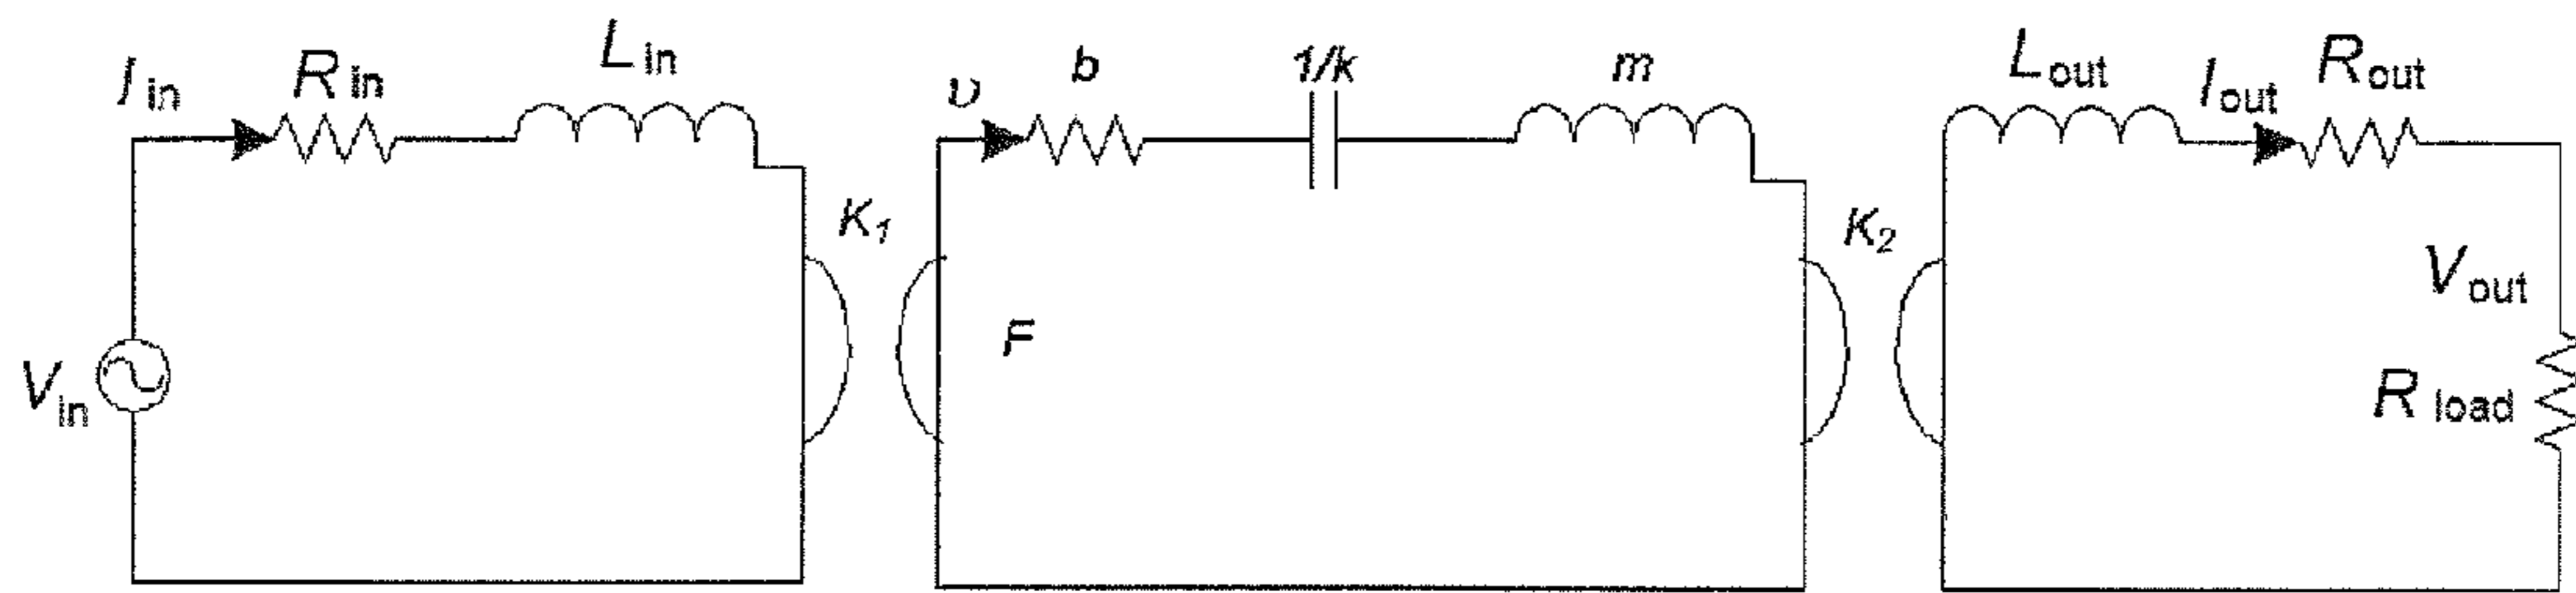 I in
R in
L in
υ
b
1/k
m
L out
I out
R out
K1
K2
V in
F
V out
R load